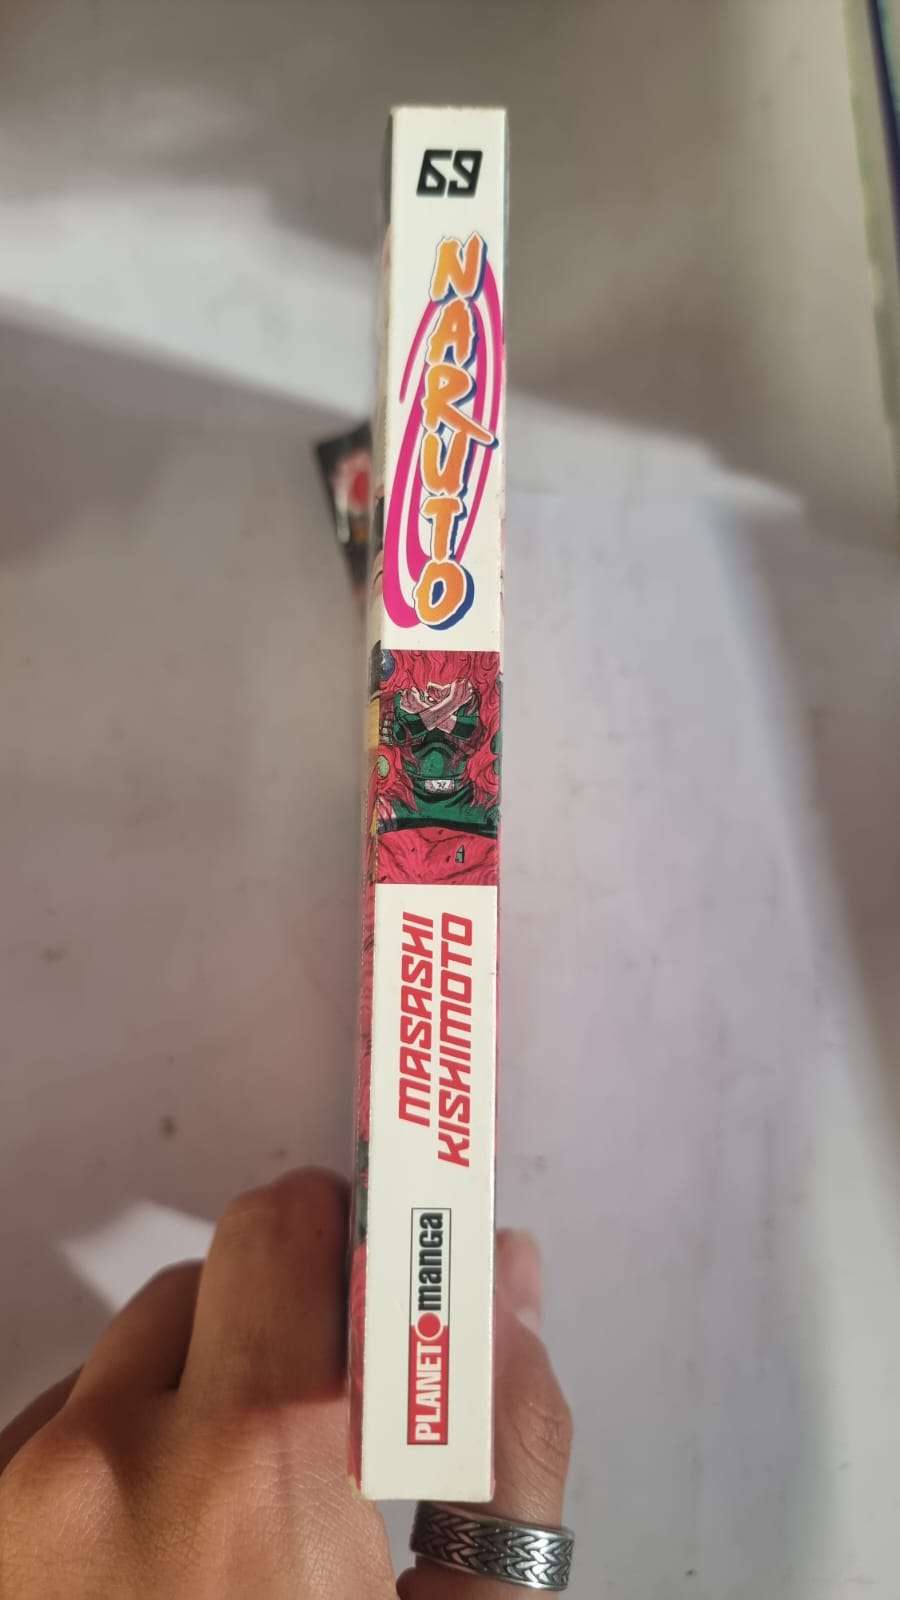 69
NARUTO
MASASHI
KISHIMOTO
PLANET manga